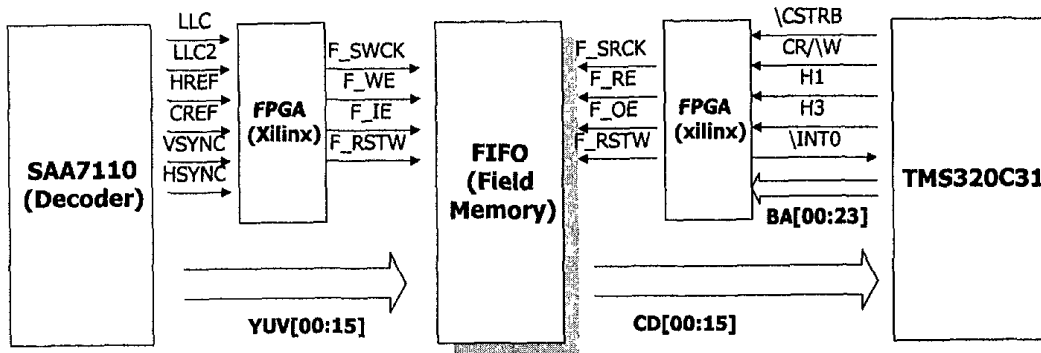 SAA7110
(Decoder)
LLC
LLC2
HREF
CREF
VSYNC
HSYNC
FPGA
(Xilinx)
F_SWCK
F_WE
F_IE
F_RSTW
YUV[00:15]
FIFO
(Field
Memory)
F_SRCK
F_RE
F_OE
F_RSTW
FPGA
(xilinx)
\CSTRB
CR/\W
H1
H3
\INT0
BA[00:23]
CD[00:15]
TMS320C31